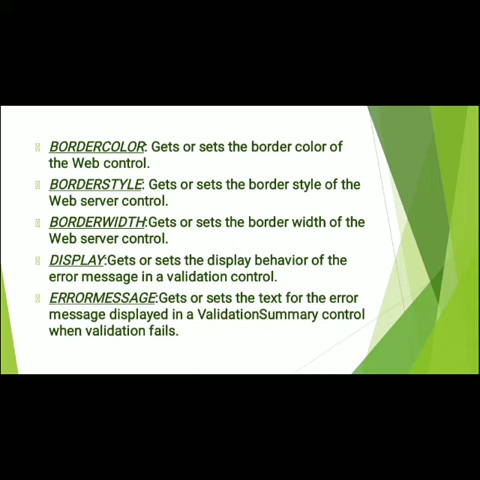 BORDERCOLOR: Gets or sets the border color of
the Web control.
BORDERSTYLE: Gets or sets the border style of the
Web server control.
BORDERWIDTH:Gets or sets the border width of the
Web server control.
DISPLAY:Gets or sets the display behavior of the
error message in a validation control.
ERRORMESSAGE:Gets or sets the text for the error
message displayed in a ValidationSummary control
when validation fails.